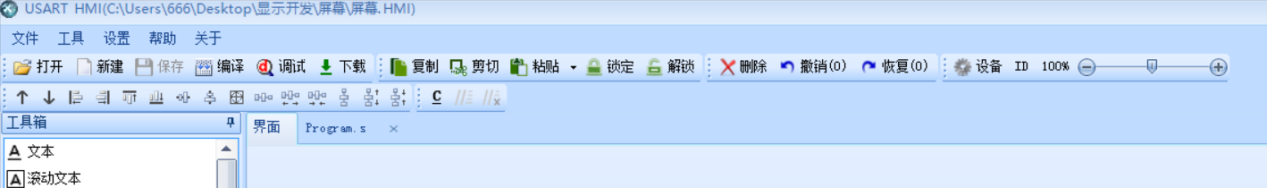 USART HMI(C:\Users\666\Desktop\显示开发\屏幕\屏幕.HMI)
文件 工具 设置 帮助 关于
打开 新建 保存 编译 调试 下载 复制 剪切 粘贴 锁定 解锁 删除 撤销(0) 恢复(0) 设备 ID 100%
C
工具箱 界面 Program.s ×
A 文本
A 滚动文本